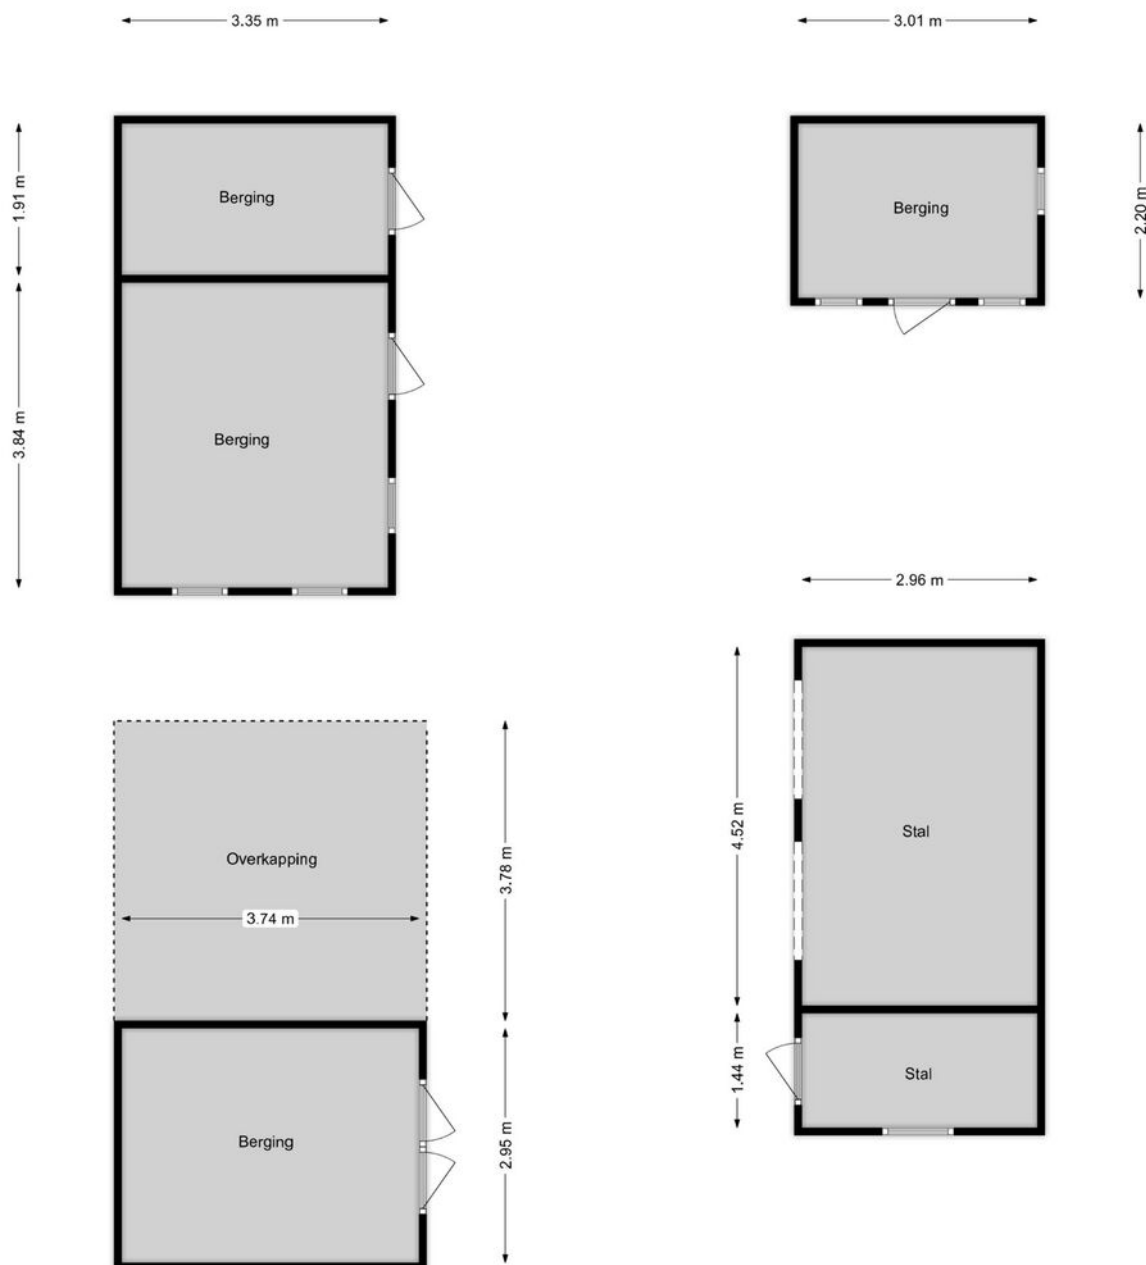 3.35 m
3.01 m
1.91 m
Berging
Berging
2.20 m
3.84 m
Berging
2.96 m
Overkapping
3.74 m
3.78 m
4.52 m
Stal
1.44 m
Stal
Berging
2.95 m